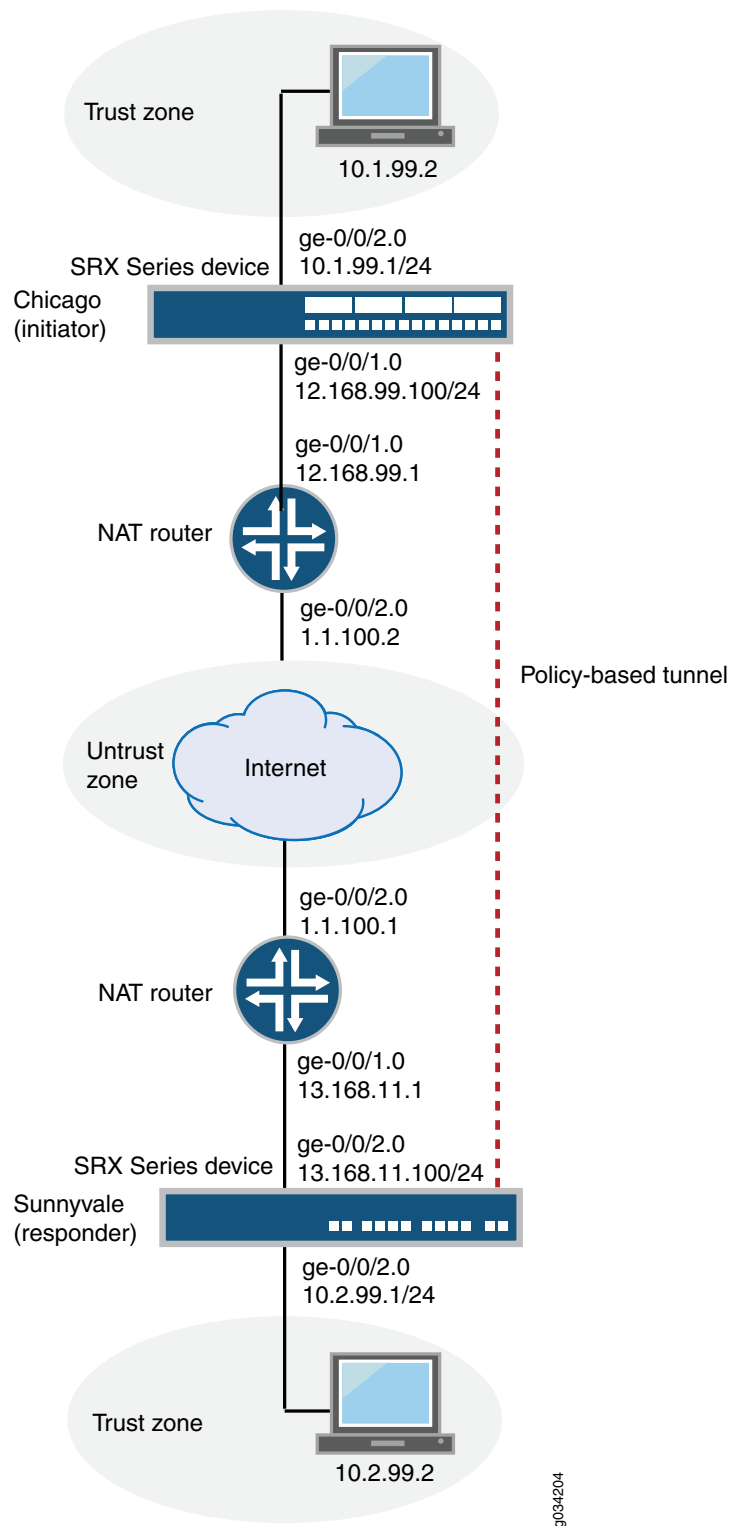 Trust zone
10.1.99.2
ge-0/0/2.0
SRX Series device
10.1.99.1/24
Chicago
(initiator)
ge-0/0/1.0
12.168.99.100/24
ge-0/0/1.0
12.168.99.1
NAT router
ge-0/0/2.0
1.1.100.2
Policy-based tunnel
Untrust
zone
Internet
ge-0/0/2.0
1.1.100.1
NAT router
ge-0/0/1.0
13.168.11.1
ge-0/0/2.0
SRX Series device
13.168.11.100/24
Sunnyvale
(responder)
ge-0/0/2.0
10.2.99.1/24
Trust zone
10.2.99.2
g034204